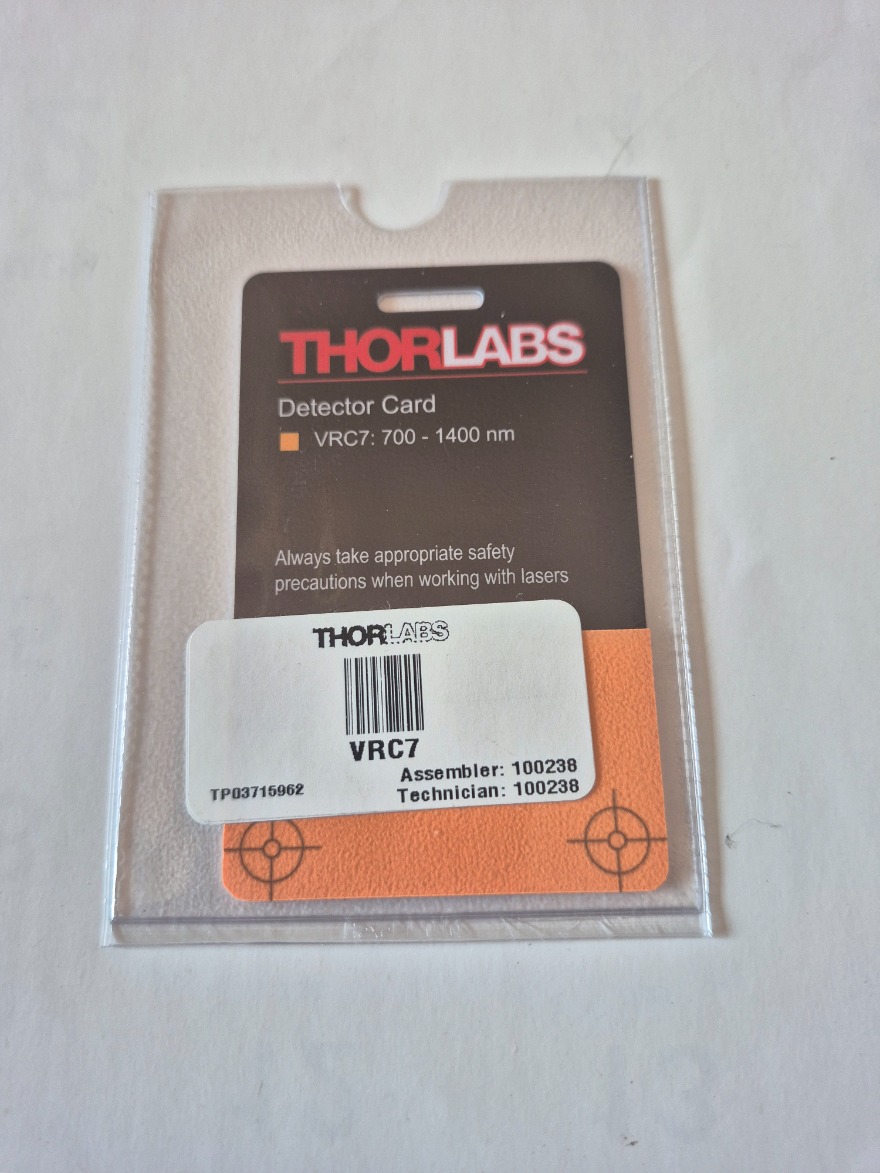 THORLABS
Detector Card
VRC7: 700 - 1400 nm
Always take appropriate safety
precautions when working with lasers
THORLABS
VRC7
Assembler: 100238
TP03715962
Technician: 100238